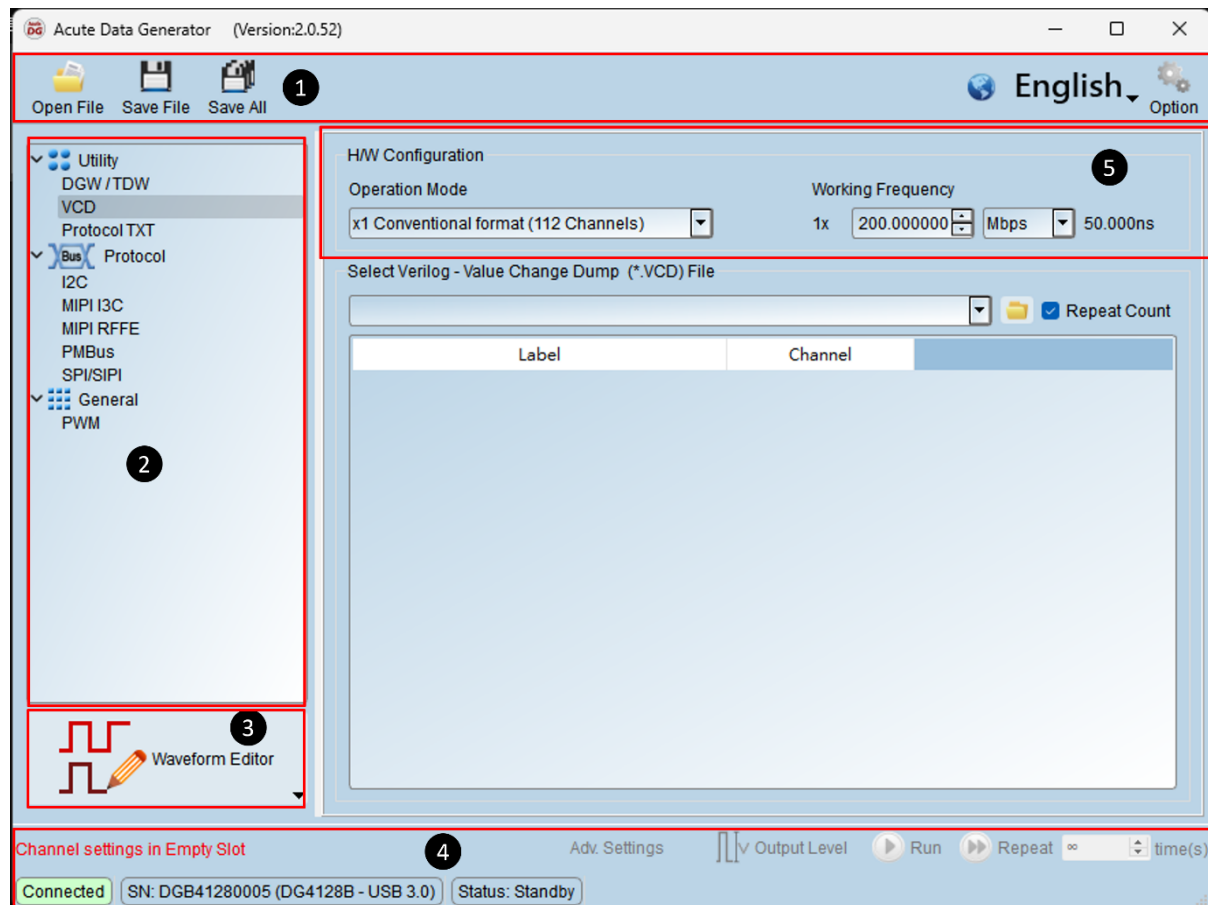 Acute Data Generator (Version:2.0.52)
Open File Save File Save All 1 English Option
Utility
DGW / TDW
VCD
Protocol TXT
Bus Protocol
I2C
MIPI I3C
MIPI RFFE
PMBus
SPI/SIPI
General
PWM
2
3
Waveform Editor
H/W Configuration
5
Operation Mode Working Frequency
x1 Conventional format (112 Channels) 1x 200.000000 Mbps 50.000ns
Select Verilog - Value Change Dump (*.VCD) File
Repeat Count
Label Channel
Channel settings in Empty Slot 4 Adv. Settings Output Level Run Repeat ∞ time(s)
Connected SN: DGB41280005 (DG4128B - USB 3.0) Status: Standby